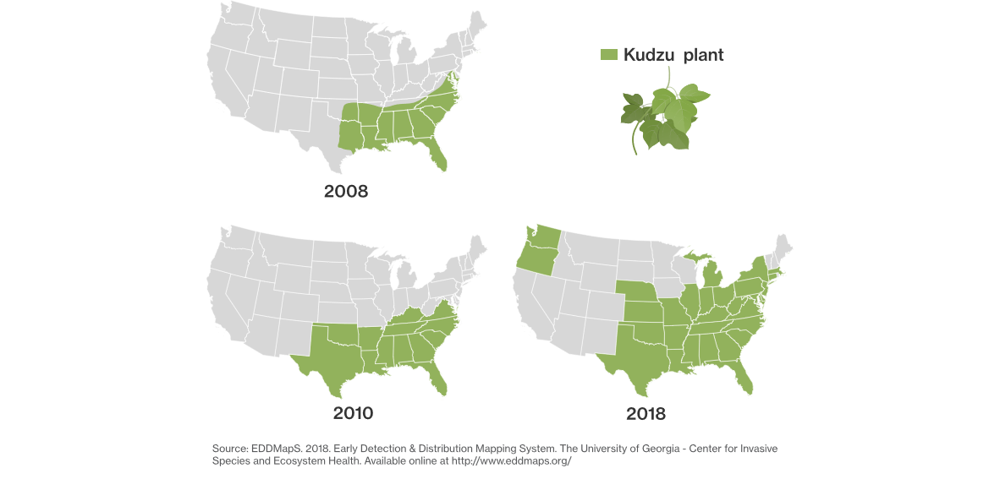 Kudzu plant
2008
2010
2018
Source: EDDMapS. 2018. Early Detection & Distribution Mapping System. The University of Georgia - Center for Invasive
Species and Ecosystem Health. Available online at http://www.eddmaps.org/